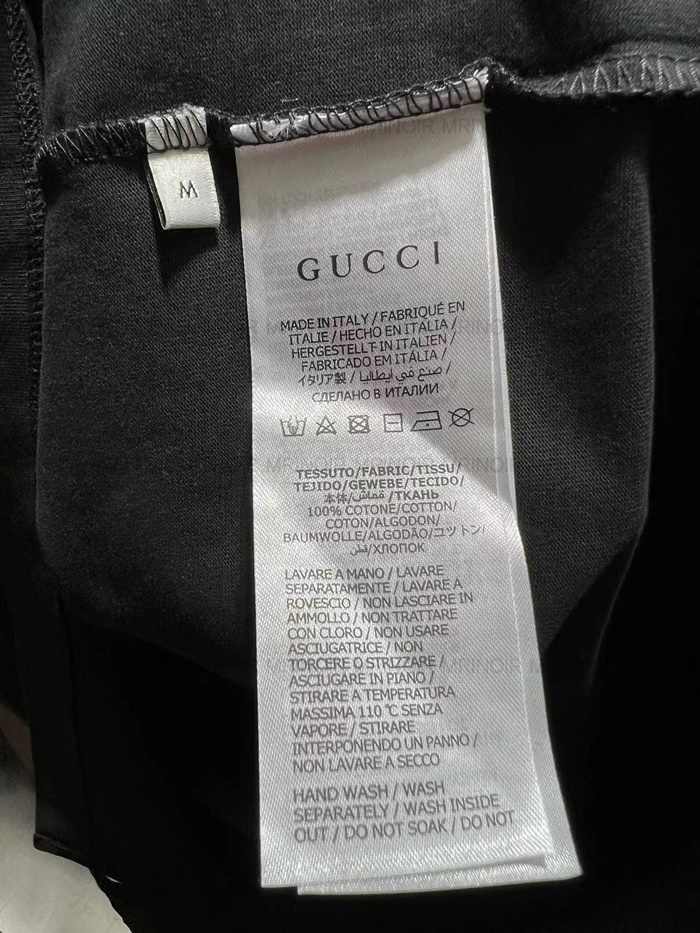 M
GUCCI
MADE IN ITALY / FABRIQUÉ EN
ITALIE / HECHO EN ITALIA /
HERGESTELLT IN ITALIEN /
FABRICADO EM ITÁLIA /
イタリア製 / صنع في إيطاليا /
СДЕЛАНО В ИТАЛИИ
TESSUTO/FABRIC/TISSU/
TEJIDO/GEWEBE/TECIDO/
本体/قماش/ТКАНЬ
100% COTONE/COTTON/
COTON/ALGODON/
BAUMWOLLE/ALGODÃO/コットン/
قطن/ХЛОПОК
LAVARE A MANO / LAVARE
SEPARATAMENTE / LAVARE A
ROVESCIO / NON LASCIARE IN
AMMOLLO / NON TRATTARE
CON CLORO / NON USARE
ASCIUGATRICE / NON
TORCERE O STRIZZARE /
ASCIUGARE IN PIANO /
STIRARE A TEMPERATURA
MASSIMA 110 °C SENZA
VAPORE / STIRARE
INTERPONENDO UN PANNO /
NON LAVARE A SECCO
HAND WASH / WASH
SEPARATELY / WASH INSIDE
OUT / DO NOT SOAK / DO NOT
MRINOIR